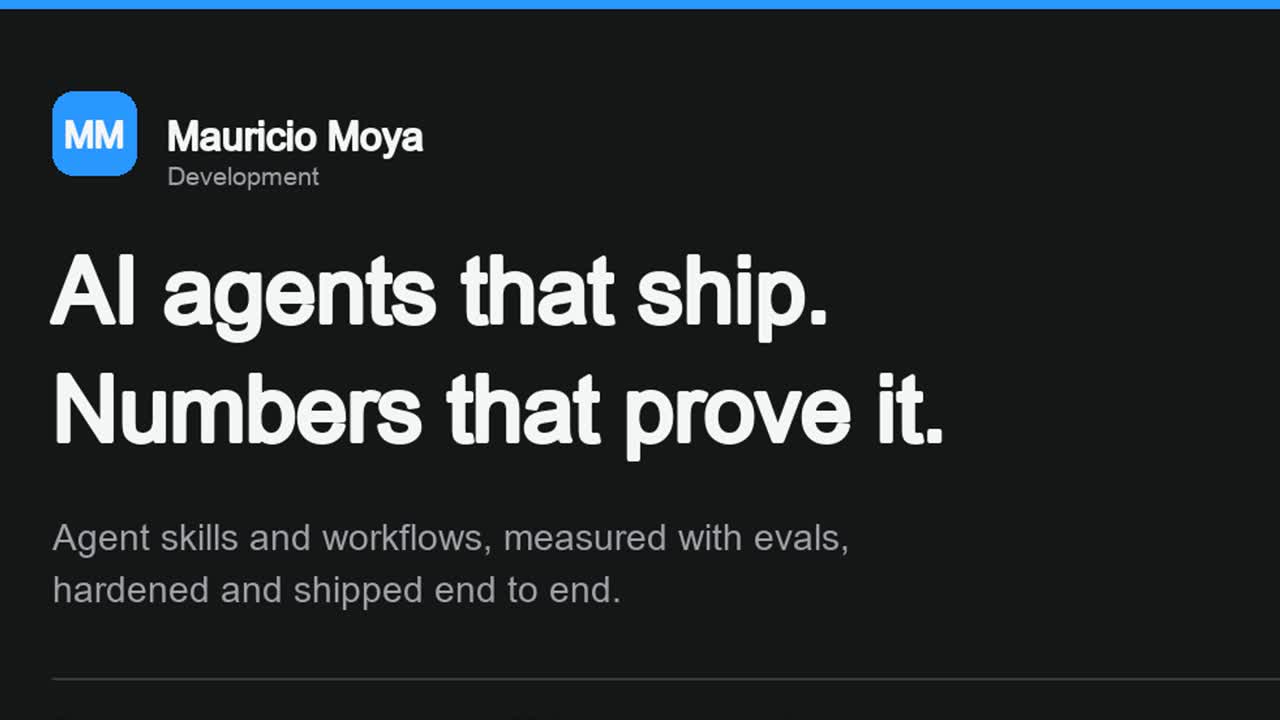 MM
Mauricio Moya
Development
AI agents that ship.
Numbers that prove it.
Agent skills and workflows, measured with evals,
hardened and shipped end to end.